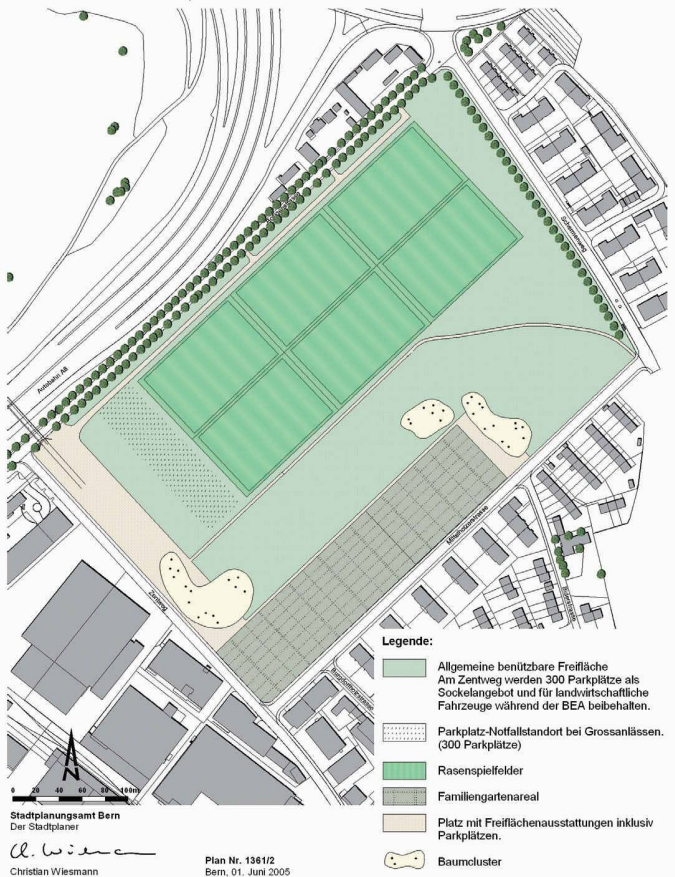 Autobahn A6
Schermenweg
Mittelholzerstrasse
Zentweg
Burgdorfholzstrasse
Legende:
Allgemeine benützbare Freifläche
Am Zentweg werden 300 Parkplätze als
Sockelangebot und für landwirtschaftliche
Fahrzeuge während der BEA beibehalten.
Parkplatz-Notfallstandort bei Grossanlässen.
(300 Parkplätze)
Rasenspielfelder
Familiengartenareal
Platz mit Freiflächenausstattungen inklusiv
Parkplätzen.
Baumcluster
N
0 20 40 60 80 100m
Stadtplanungsamt Bern
Der Stadtplaner
Christian Wiesmann
Plan Nr. 1361/2
Bern, 01. Juni 2005